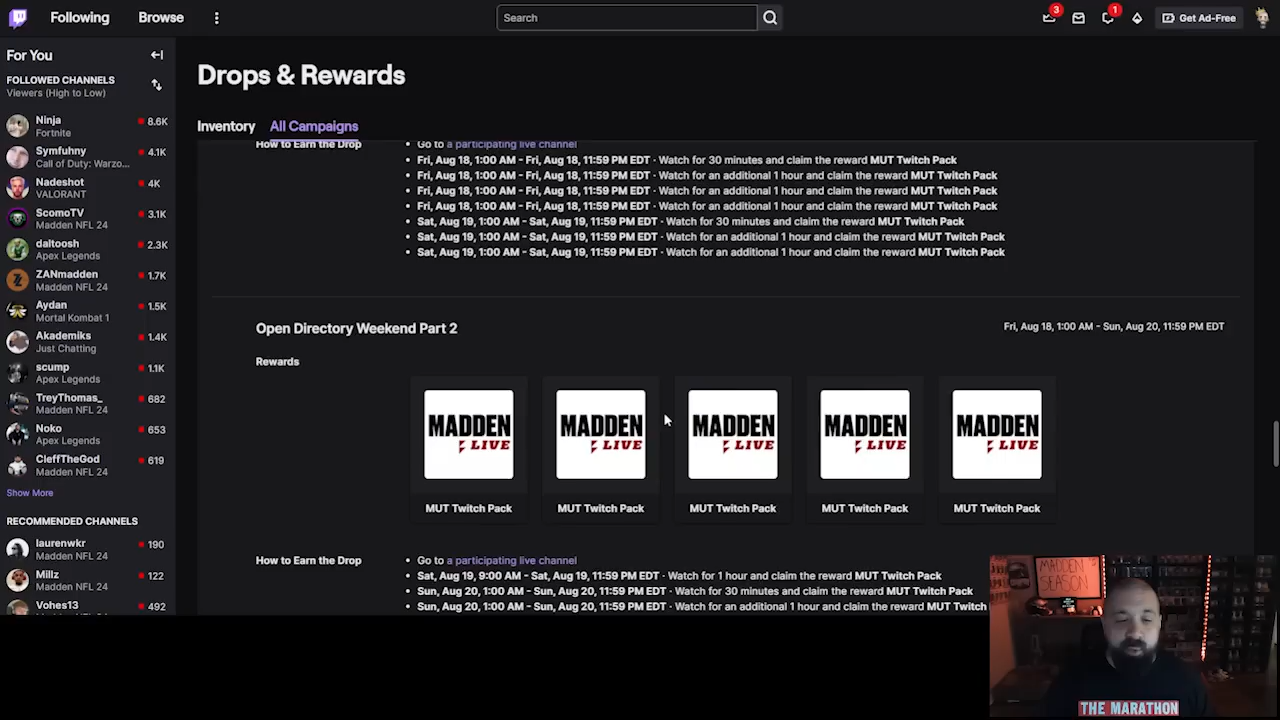 Following
Browse
Search
3
1
Get Ad-Free
For You
FOLLOWED CHANNELS
Viewers (High to Low)
Ninja 8.6K
Fortnite
Symfuhny 4.1K
Call of Duty: Warzo...
Nadeshot 4K
VALORANT
ScomoTV 3.1K
Madden NFL 24
daltoosh 2.3K
Apex Legends
ZANmadden 1.7K
Madden NFL 24
Aydan 1.5K
Mortal Kombat 1
Akademiks 1.4K
Just Chatting
scump 1.1K
Apex Legends
TreyThomas_ 682
Madden NFL 24
Noko 653
Apex Legends
CleffTheGod 619
Madden NFL 24
Show More
RECOMMENDED CHANNELS
laurenwkr 190
Madden NFL 24
Millz 122
Madden NFL 24
Vohes13 492
Drops & Rewards
Inventory All Campaigns
How to Earn the Drop
• Go to a participating live channel
• Fri, Aug 18, 1:00 AM - Fri, Aug 18, 11:59 PM EDT · Watch for 30 minutes and claim the reward MUT Twitch Pack
• Fri, Aug 18, 1:00 AM - Fri, Aug 18, 11:59 PM EDT · Watch for an additional 1 hour and claim the reward MUT Twitch Pack
• Fri, Aug 18, 1:00 AM - Fri, Aug 18, 11:59 PM EDT · Watch for an additional 1 hour and claim the reward MUT Twitch Pack
• Fri, Aug 18, 1:00 AM - Fri, Aug 18, 11:59 PM EDT · Watch for an additional 1 hour and claim the reward MUT Twitch Pack
• Sat, Aug 19, 1:00 AM - Sat, Aug 19, 11:59 PM EDT · Watch for 30 minutes and claim the reward MUT Twitch Pack
• Sat, Aug 19, 1:00 AM - Sat, Aug 19, 11:59 PM EDT · Watch for an additional 1 hour and claim the reward MUT Twitch Pack
• Sat, Aug 19, 1:00 AM - Sat, Aug 19, 11:59 PM EDT · Watch for an additional 1 hour and claim the reward MUT Twitch Pack
Open Directory Weekend Part 2
Fri, Aug 18, 1:00 AM - Sun, Aug 20, 11:59 PM EDT
Rewards
MADDEN MADDEN MADDEN MADDEN MADDEN
LIVE LIVE LIVE LIVE LIVE
MUT Twitch Pack MUT Twitch Pack MUT Twitch Pack MUT Twitch Pack MUT Twitch Pack
How to Earn the Drop
• Go to a participating live channel
• Sat, Aug 19, 9:00 AM - Sat, Aug 19, 11:59 PM EDT · Watch for 1 hour and claim the reward MUT Twitch Pack
• Sun, Aug 20, 1:00 AM - Sun, Aug 20, 11:59 PM EDT · Watch for 30 minutes and claim the reward MUT Twitch Pack
• Sun, Aug 20, 1:00 AM - Sun, Aug 20, 11:59 PM EDT · Watch for an additional 1 hour and claim the reward MUT Twitch
MADDEN
SEASON
THE MARATHON